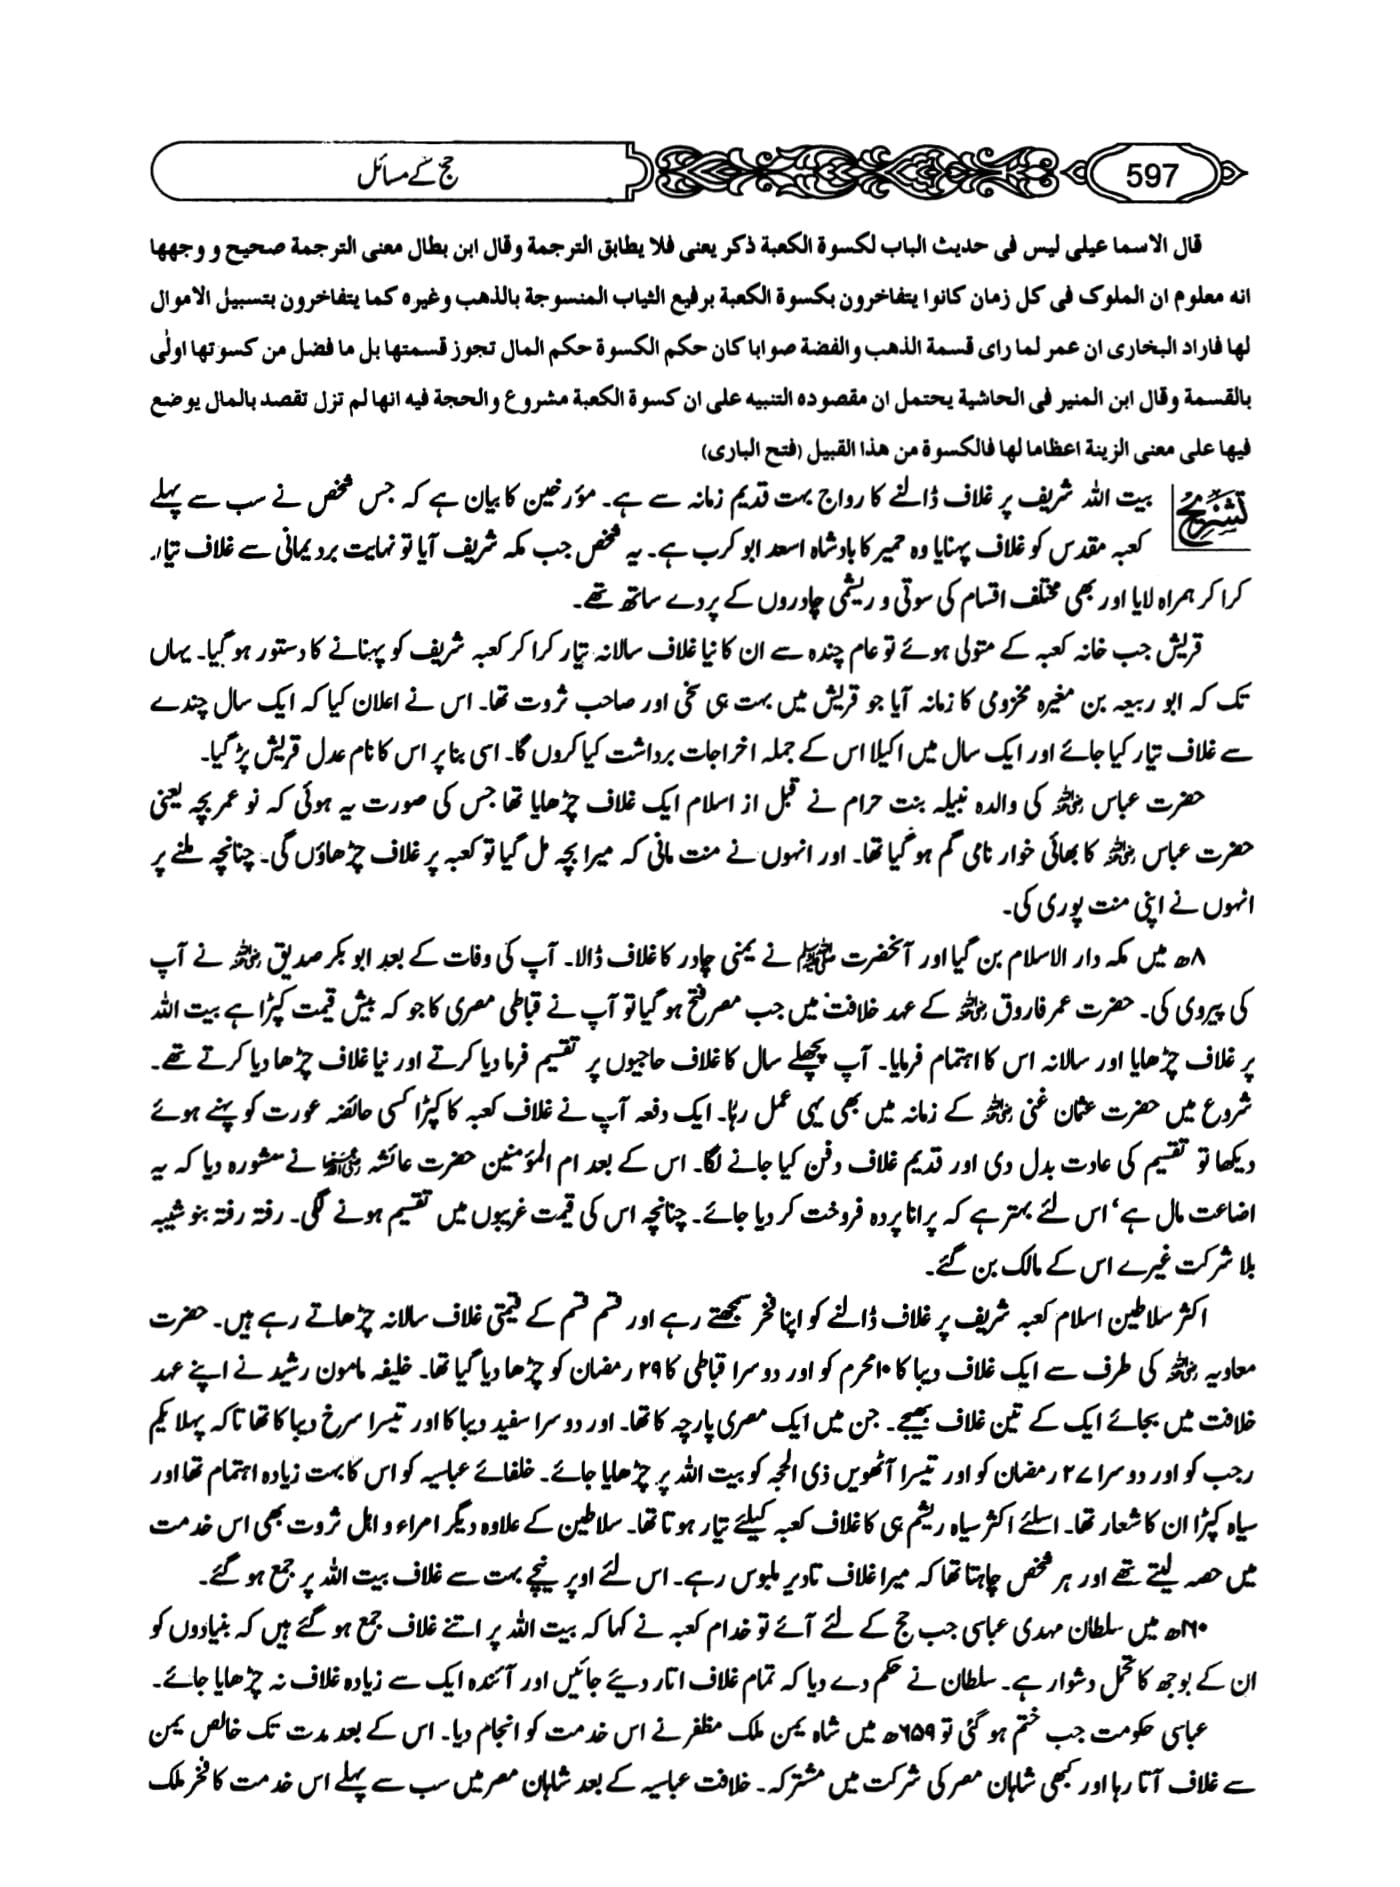 حج کے مسائل
597
قال الاسما عیلی لیس فی حدیث الباب لکسوة الکعبة ذکر یعنی فلا یطابق الترجمة وقال ابن بطال معنی الترجمة صحیح و وجهها
انه معلوم ان الملوک فی کل زمان کانوا یتفاخرون بکسوة الکعبة برفیع الثیاب المنسوجة بالذهب وغیره کما یتفاخرون بتسبیل الاموال
لها فاراد البخاری ان عمر لما رای قسمة الذهب والفضة صوابا کان حکم الکسوة حکم المال تجوز قسمتها بل ما فضل من کسوتها اولٰی
بالقسمة وقال ابن المنیر فی الحاشیة یحتمل ان مقصوده التنبیه علی ان کسوة الکعبة مشروع والحجة فیه انها لم تزل تقصد بالمال یوضع
فیها علی معنی الزینة اعظاما لها فالکسوة من هذا القبیل (فتح الباری)
تشریح بیت اللہ شریف پر غلاف ڈالنے کا رواج بہت قدیم زمانہ سے ہے۔ مؤرخین کا بیان ہے کہ جس شخص نے سب سے پہلے
کعبہ مقدس کو غلاف پہنایا وہ حمیر کا بادشاہ اسعد ابو کرب ہے۔ یہ شخص جب مکہ شریف آیا تو نہایت بردیمانی سے غلاف تیار
کرا کر ہمراہ لایا اور بھی مختلف اقسام کی سوتی و ریشمی چادروں کے پردے ساتھ تھے۔
قریش جب خانہ کعبہ کے متولی ہوئے تو عام چندہ سے ان کا نیا غلاف سالانہ تیار کرا کر کعبہ شریف کو پہنانے کا دستور ہو گیا۔ یہاں
تک کہ ابو ربیعہ بن مغیرہ مخزومی کا زمانہ آیا جو قریش میں بہت ہی سخی اور صاحب ثروت تھا۔ اس نے اعلان کیا کہ ایک سال چندے
سے غلاف تیار کیا جائے اور ایک سال میں اکیلا اس کے جملہ اخراجات برداشت کیا کروں گا۔ اسی بنا پر اس کا نام عدل قریش پڑ گیا۔
حضرت عباس رضی اللہ عنہ کی والدہ نبیلہ بنت حرام نے قبل از اسلام ایک غلاف چڑھایا تھا جس کی صورت یہ ہوئی کہ نو عمر بچہ یعنی
حضرت عباس رضی اللہ عنہ کا بھائی خوار نامی گم ہو گیا تھا۔ اور انہوں نے منت مانی کہ میرا بچہ مل گیا تو کعبہ پر غلاف چڑھاؤں گی۔ چنانچہ ملنے پر
انہوں نے اپنی منت پوری کی۔
۸ھ میں مکہ دار الاسلام بن گیا اور آنحضرت ﷺ نے یمنی چادر کا غلاف ڈالا۔ آپ کی وفات کے بعد ابو بکر صدیق رضی اللہ عنہ نے آپ
کی پیروی کی۔ حضرت عمر فاروق رضی اللہ عنہ کے عہد خلافت میں جب مصر فتح ہو گیا تو آپ نے قباطی مصری کا جو کہ بیش قیمت کپڑا ہے بیت اللہ
پر غلاف چڑھایا اور سالانہ اس کا اہتمام فرمایا۔ آپ پچھلے سال کا غلاف حاجیوں پر تقسیم فرما دیا کرتے اور نیا غلاف چڑھا دیا کرتے تھے۔
شروع میں حضرت عثمان غنی رضی اللہ عنہ کے زمانہ میں بھی یہی عمل رہا۔ ایک دفعہ آپ نے غلاف کعبہ کا کپڑا کسی حائضہ عورت کو پہنے ہوئے
دیکھا تو تقسیم کی عادت بدل دی اور قدیم غلاف دفن کیا جانے لگا۔ اس کے بعد ام المؤمنین حضرت عائشہ رضی اللہ عنہا نے مشورہ دیا کہ یہ
اضاعت مال ہے‘ اس لئے بہتر ہے کہ پرانا پردہ فروخت کر دیا جائے۔ چنانچہ اس کی قیمت غریبوں میں تقسیم ہونے لگی۔ رفتہ رفتہ بنو شیبہ
بلا شرکت غیرے اس کے مالک بن گئے۔
اکثر سلاطین اسلام کعبہ شریف پر غلاف ڈالنے کو اپنا فخر سمجھتے رہے اور قسم قسم کے قیمتی غلاف سالانہ چڑھاتے رہے ہیں۔ حضرت
معاویہ رضی اللہ عنہ کی طرف سے ایک غلاف دیبا کا ۱۰ محرم کو اور دوسرا قباطی کا ۲۹ رمضان کو چڑھا دیا گیا تھا۔ خلیفہ مامون رشید نے اپنے عہد
خلافت میں بجائے ایک کے تین غلاف بھیجے۔ جن میں ایک مصری پارچہ کا تھا۔ اور دوسرا سفید دیبا کا اور تیسرا سرخ دیبا کا تھا تاکہ پہلا یکم
رجب کو اور دوسرا ۲۷ رمضان کو اور تیسرا آٹھویں ذی الحجہ کو بیت اللہ پر چڑھایا جائے۔ خلفائے عباسیہ کو اس کا بہت زیادہ اہتمام تھا اور
سیاہ کپڑا ان کا شعار تھا۔ اسلئے اکثر سیاہ ریشم ہی کا غلاف کعبہ کیلئے تیار ہوتا تھا۔ سلاطین کے علاوہ دیگر امراء و اہل ثروت بھی اس خدمت
میں حصہ لیتے تھے اور ہر شخص چاہتا تھا کہ میرا غلاف تادیر ملبوس رہے۔ اس لئے اوپر نیچے بہت سے غلاف بیت اللہ پر جمع ہو گئے۔
۱۶۰ھ میں سلطان مہدی عباسی جب حج کے لئے آئے تو خدام کعبہ نے کہا کہ بیت اللہ پر اتنے غلاف جمع ہو گئے ہیں کہ بنیادوں کو
ان کے بوجھ کا تحمل دشوار ہے۔ سلطان نے حکم دے دیا کہ تمام غلاف اتار دیئے جائیں اور آئندہ ایک سے زیادہ غلاف نہ چڑھایا جائے۔
عباسی حکومت جب ختم ہو گئی تو ۶۵۹ھ میں شاہ یمن ملک مظفر نے اس خدمت کو انجام دیا۔ اس کے بعد مدت تک خالص یمن
سے غلاف آتا رہا اور کبھی شاہان مصر کی شرکت میں مشترکہ۔ خلافت عباسیہ کے بعد شاہان مصر میں سب سے پہلے اس خدمت کا فخر ملک